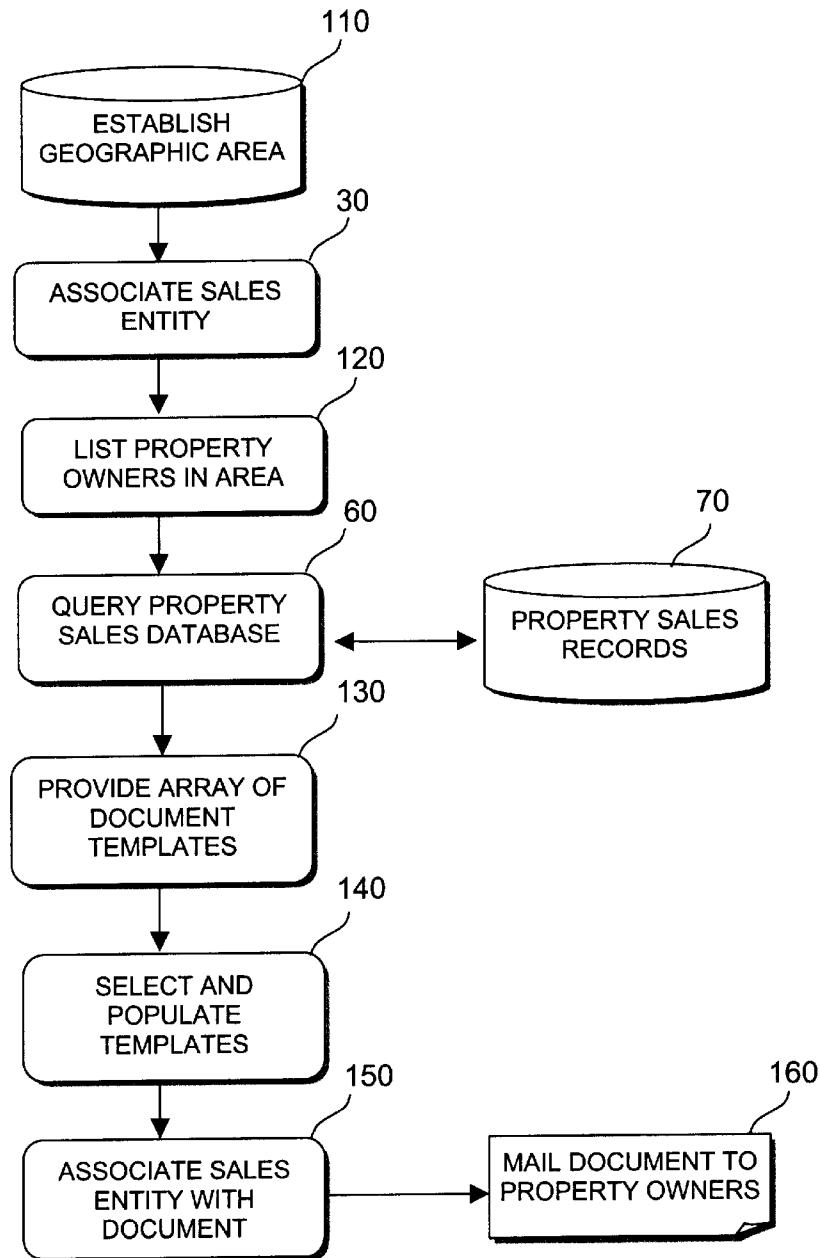 110
ESTABLISH
GEOGRAPHIC AREA
30
ASSOCIATE SALES
ENTITY
120
LIST PROPERTY
OWNERS IN AREA
60
QUERY PROPERTY
SALES DATABASE
70
PROPERTY SALES
RECORDS
130
PROVIDE ARRAY OF
DOCUMENT
TEMPLATES
140
SELECT AND
POPULATE
TEMPLATES
150
ASSOCIATE SALES
ENTITY WITH
DOCUMENT
160
MAIL DOCUMENT TO
PROPERTY OWNERS